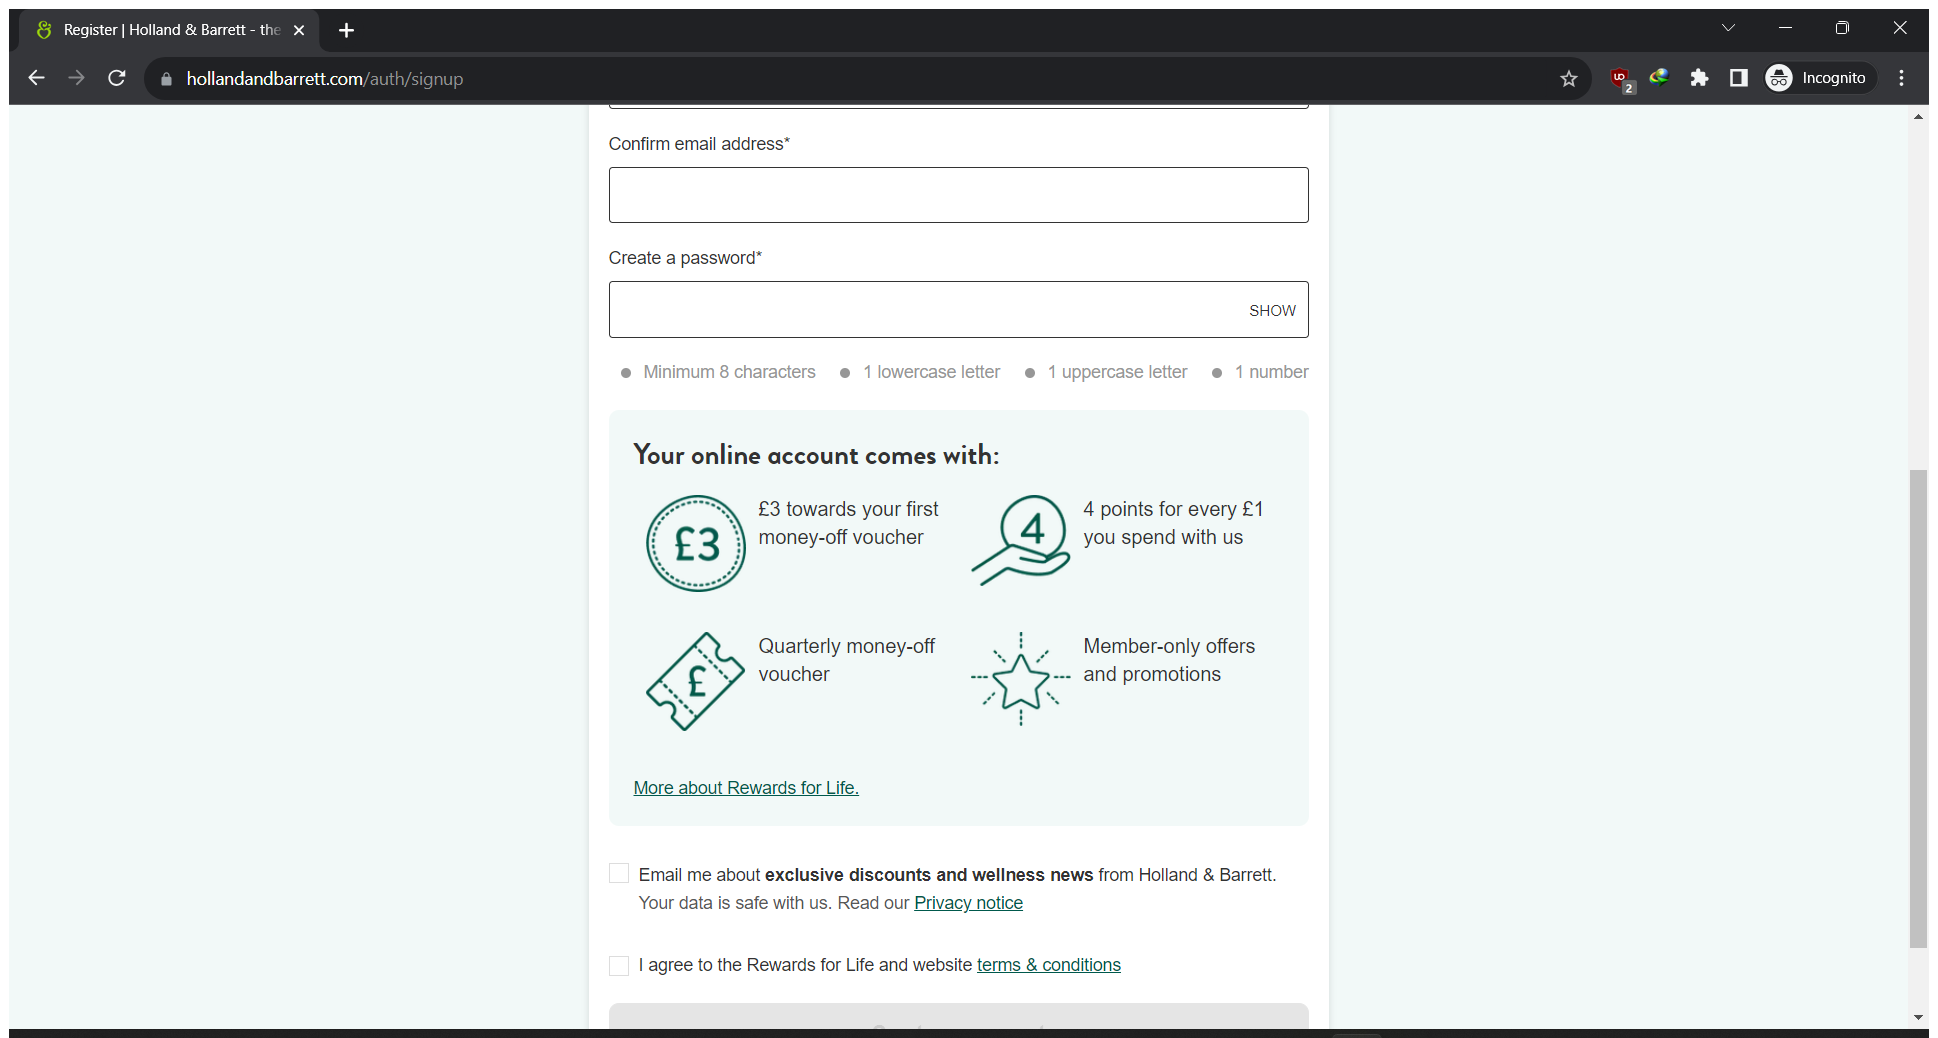 Register | Holland & Barrett - the
hollandandbarrett.com/auth/signup
2
Incognito
Confirm email address*
Create a password*
SHOW
Minimum 8 characters
1 lowercase letter
1 uppercase letter
1 number
Your online account comes with:
£3
£3 towards your first
money-off voucher
4
4 points for every £1
you spend with us
£
Quarterly money-off
voucher
Member-only offers
and promotions
More about Rewards for Life.
Email me about exclusive discounts and wellness news from Holland & Barrett.
Your data is safe with us. Read our Privacy notice
I agree to the Rewards for Life and website terms & conditions